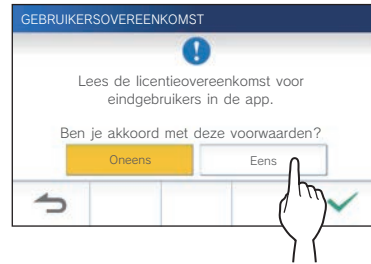 GEBRUIKERSOVEREENKOMST
Lees de licentieovereenkomst voor
eindgebruikers in de app.
Ben je akkoord met deze voorwaarden?
Oneens Eens